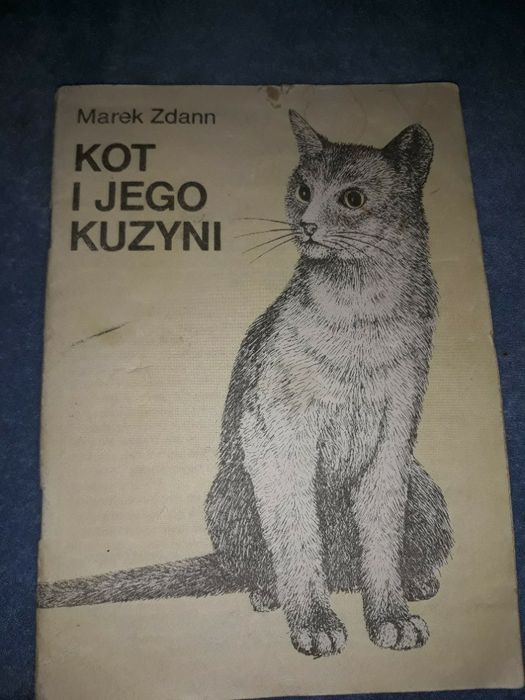 Marek Zdann
KOT
I JEGO
KUZYNI